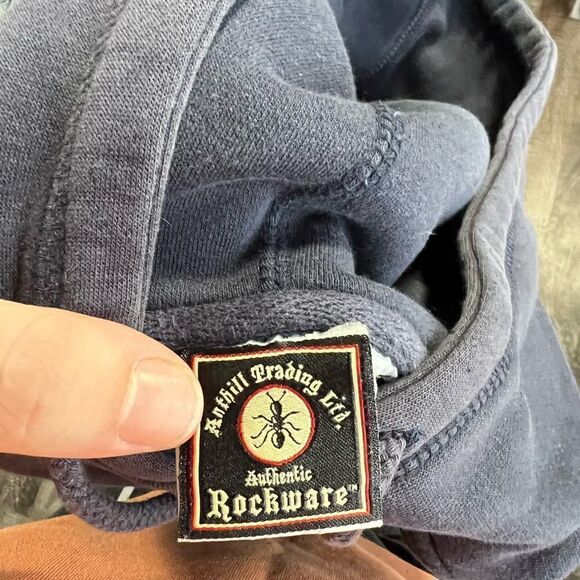 Anthill Trading Ltd.
Authentic
Rockware™